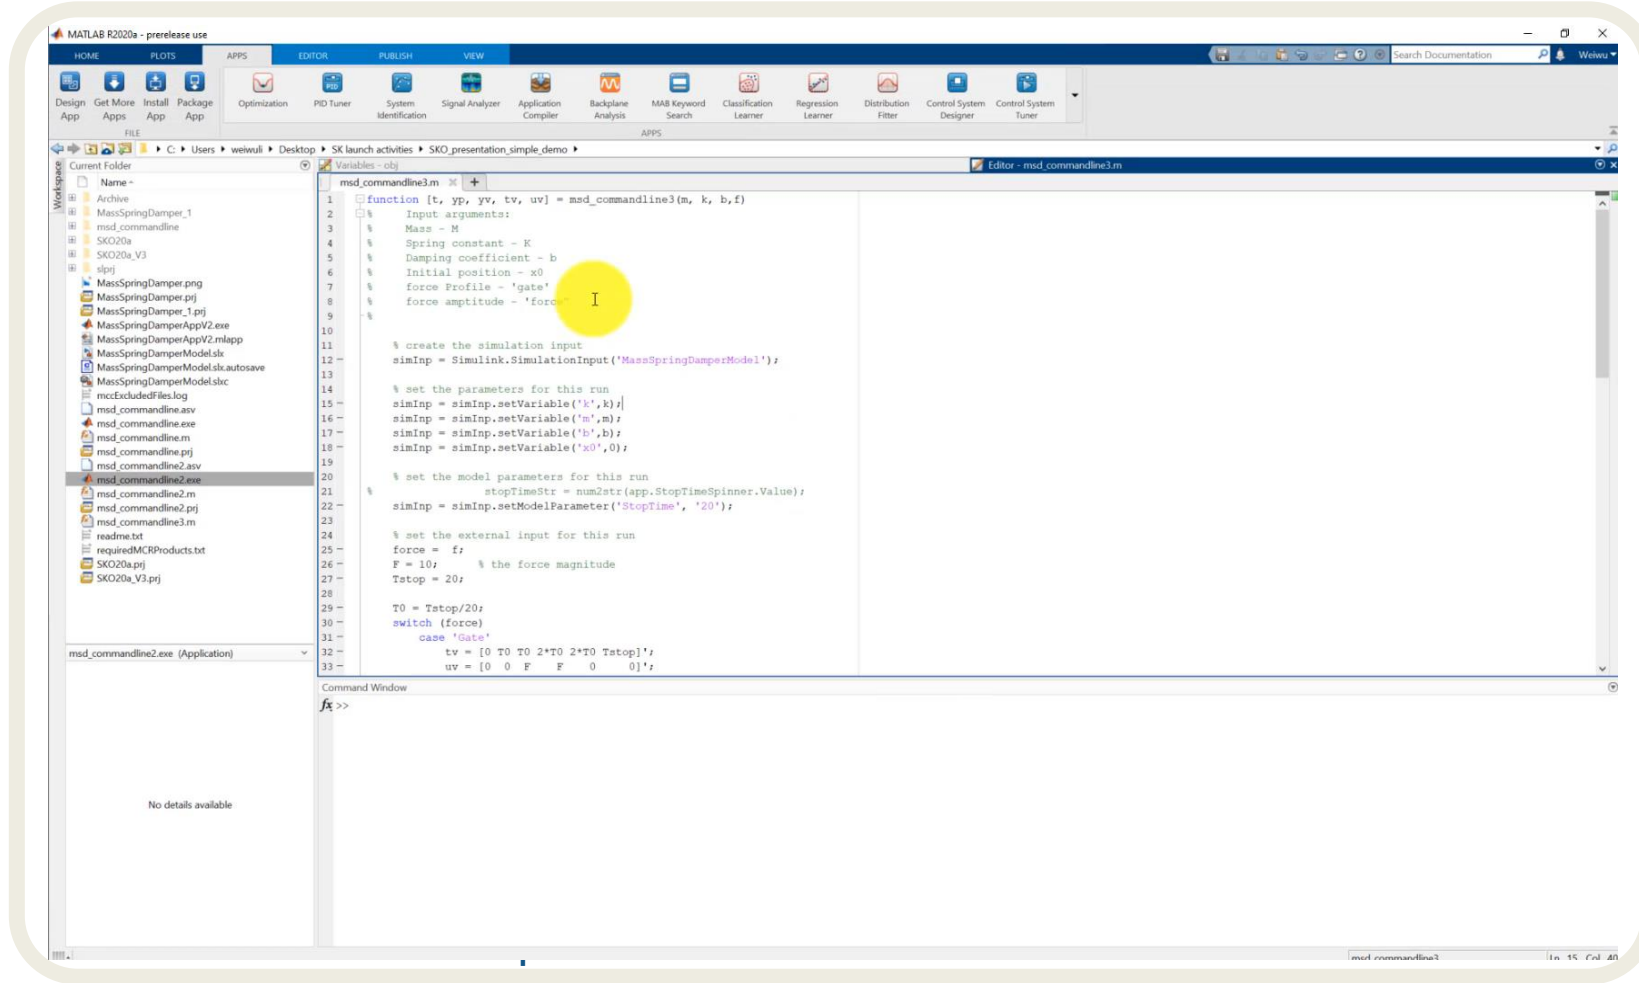 MATLAB R2020a - prerelease use
HOME PLOTS APPS EDITOR PUBLISH VIEW
Search Documentation
Weiwu
Design App
Get More Apps
Install App
Package App
Optimization
PID Tuner
System Identification
Signal Analyzer
Application Compiler
Backplane Analysis
MAB Keyword Search
Classification Learner
Regression Learner
Distribution Fitter
Control System Designer
Control System Tuner
FILE
APPS
C: Users weiwuli Desktop SK launch activities SKO_presentation_simple_demo
Workspace
Current Folder
Name
Archive
MassSpringDamper_1
msd_commandline
SKO20a
SKO20a_V3
slprj
MassSpringDamper.png
MassSpringDamper.prj
MassSpringDamper_1.prj
MassSpringDamperAppV2.exe
MassSpringDamperAppV2.mlapp
MassSpringDamperModel.slx
MassSpringDamperModel.slx.autosave
MassSpringDamperModel.slxc
mccExcludedFiles.log
msd_commandline.asv
msd_commandline.exe
msd_commandline.m
msd_commandline.prj
msd_commandline2.asv
msd_commandline2.exe
msd_commandline2.m
msd_commandline2.prj
msd_commandline3.m
readme.txt
requiredMCRProducts.txt
SKO20a.prj
SKO20a_V3.prj
msd_commandline2.exe (Application)
No details available
Variables - obj
Editor - msd_commandline3.m
msd_commandline3.m
1 function [t, yp, yv, tv, uv] = msd_commandline3(m, k, b,f)
2 % Input arguments:
3 % Mass - M
4 % Spring constant - K
5 % Damping coefficient - b
6 % Initial position - x0
7 % force Profile - 'gate'
8 % force amptitude - 'force"
9 %
10
11 % create the simulation input
12 simInp = Simulink.SimulationInput('MassSpringDamperModel');
13
14 % set the parameters for this run
15 simInp = simInp.setVariable('k',k);
16 simInp = simInp.setVariable('m',m);
17 simInp = simInp.setVariable('b',b);
18 simInp = simInp.setVariable('x0',0);
19
20 % set the model parameters for this run
21 % stopTimeStr = num2str(app.StopTimeSpinner.Value);
22 simInp = simInp.setModelParameter('StopTime', '20');
23
24 % set the external input for this run
25 force = f;
26 F = 10; % the force magnitude
27 Tstop = 20;
28
29 T0 = Tstop/20;
30 switch (force)
31 case 'Gate'
32 tv = [0 T0 T0 2*T0 2*T0 Tstop]';
33 uv = [0 0 F F 0 0]';
Command Window
fx >>
msd_commandline3
Ln 15 Col 40